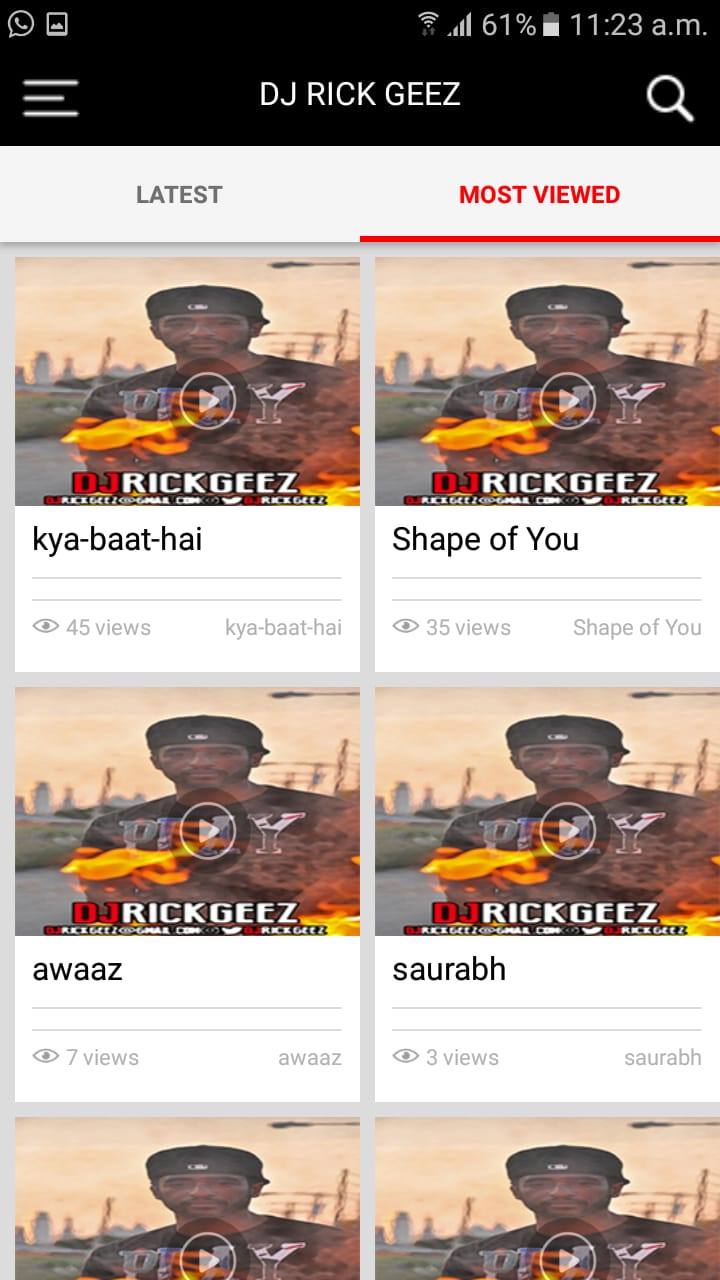 61% 11:23 a.m.
DJ RICK GEEZ
LATEST
MOST VIEWED
DJRICKGEEZ
DJRICKGEEZ@GMAIL.COM DJRICKGEEZ
kya-baat-hai
45 views kya-baat-hai
DJRICKGEEZ
DJRICKGEEZ@GMAIL.COM DJRICKGEEZ
Shape of You
35 views Shape of You
DJRICKGEEZ
DJRICKGEEZ@GMAIL.COM DJRICKGEEZ
awaaz
7 views awaaz
DJRICKGEEZ
DJRICKGEEZ@GMAIL.COM DJRICKGEEZ
saurabh
3 views saurabh